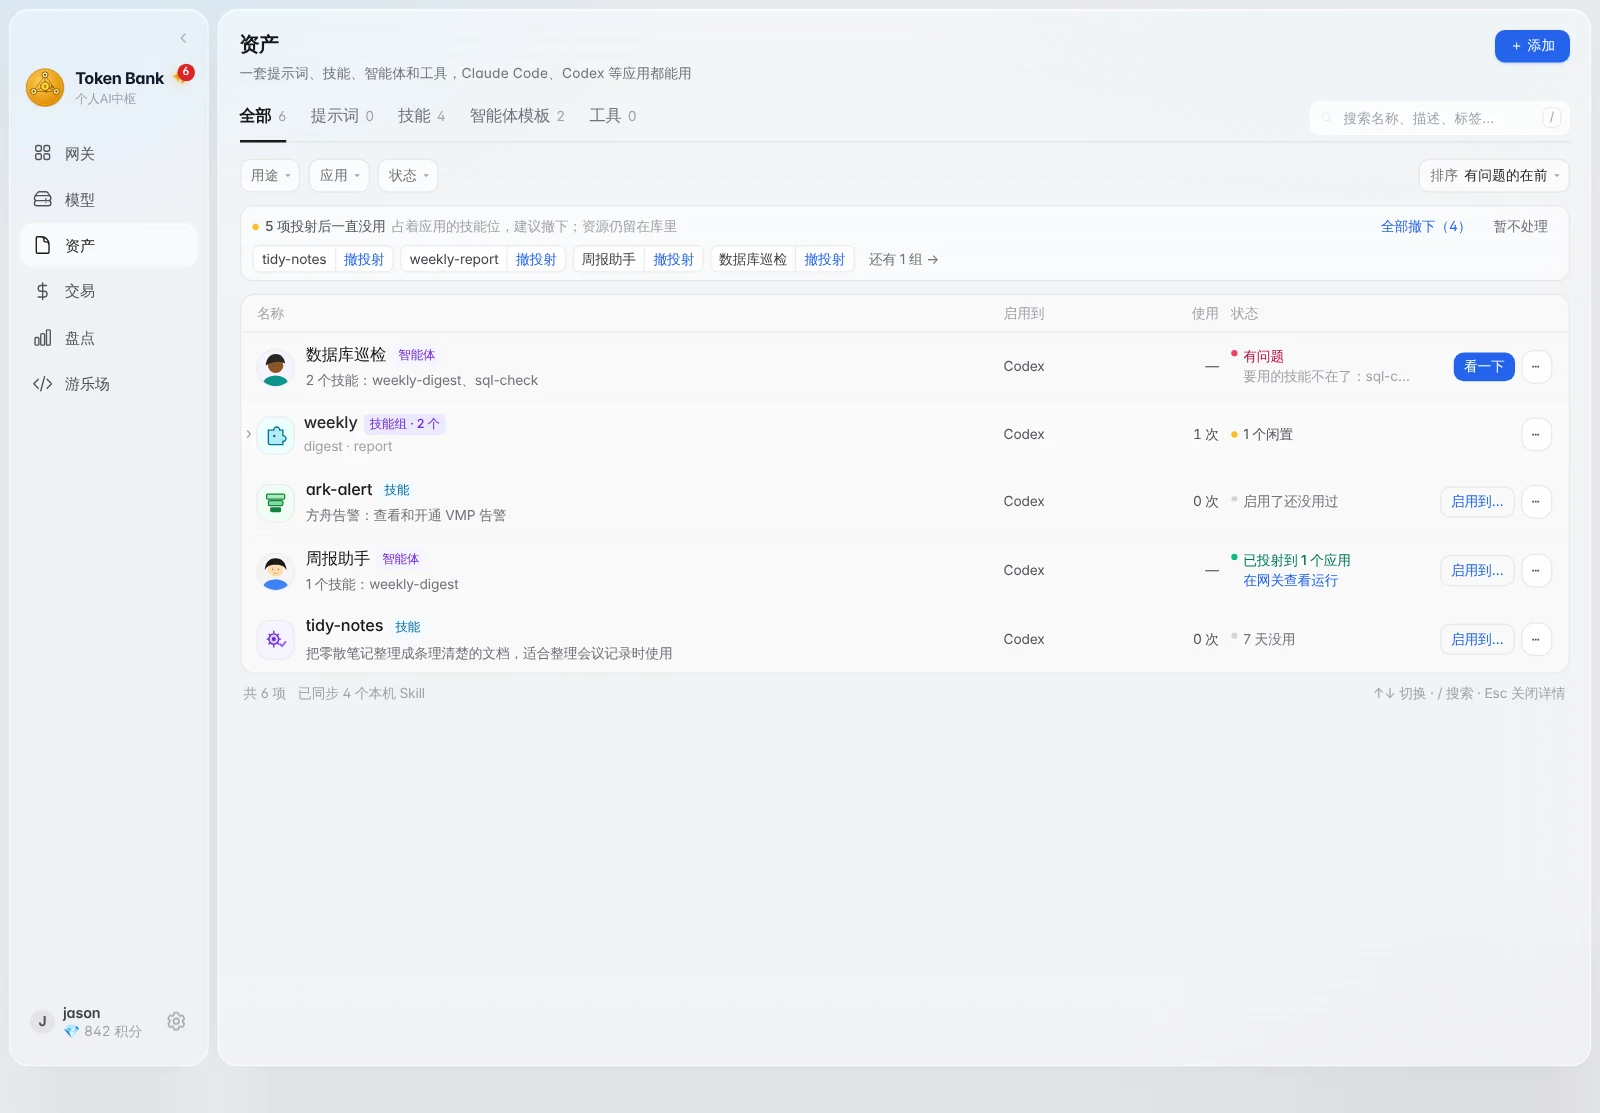 Token Bank
6
个人AI中枢
网关
模型
资产
交易
盘点
游乐场
J
jason
842 积分
资产
一套提示词、技能、智能体和工具，Claude Code、Codex 等应用都能用
+ 添加
全部 6 提示词 0 技能 4 智能体模板 2 工具 0
搜索名称、描述、标签... /
用途 应用 状态
排序 有问题的在前
5 项投射后一直没用 占着应用的技能位，建议撤下；资源仍留在库里
全部撤下（4） 暂不处理
tidy-notes 撤投射 weekly-report 撤投射 周报助手 撤投射 数据库巡检 撤投射 还有 1 组 →
名称 启用到 使用 状态
数据库巡检 智能体
2 个技能：weekly-digest、sql-check
Codex — 有问题
要用的技能不在了：sql-c...
看一下 ···
weekly 技能组 · 2 个
digest · report
Codex 1 次 1 个闲置 ···
ark-alert 技能
方舟告警：查看和开通 VMP 告警
Codex 0 次 启用了还没用过 启用到... ···
周报助手 智能体
1 个技能：weekly-digest
Codex — 已投射到 1 个应用
在网关查看运行
启用到... ···
tidy-notes 技能
把零散笔记整理成条理清楚的文档，适合整理会议记录时使用
Codex 0 次 7 天没用 启用到... ···
共 6 项 已同步 4 个本机 Skill
↑↓ 切换 · / 搜索 · Esc 关闭详情